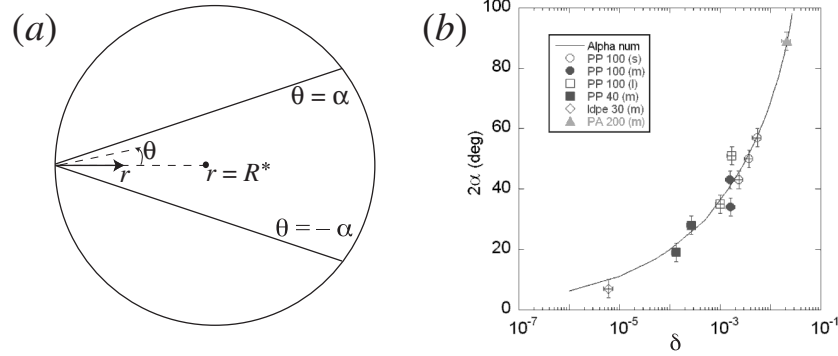 (a)
θ = α
θ
r
r = R*
θ = − α
(b)
100
80
60
40
20
0
2α (deg)
Alpha num
PP 100 (s)
PP 100 (m)
PP 100 (l)
PP 40 (m)
ldpe 30 (m)
PA 200 (m)
10⁻⁷
10⁻⁵
10⁻³
10⁻¹
δ